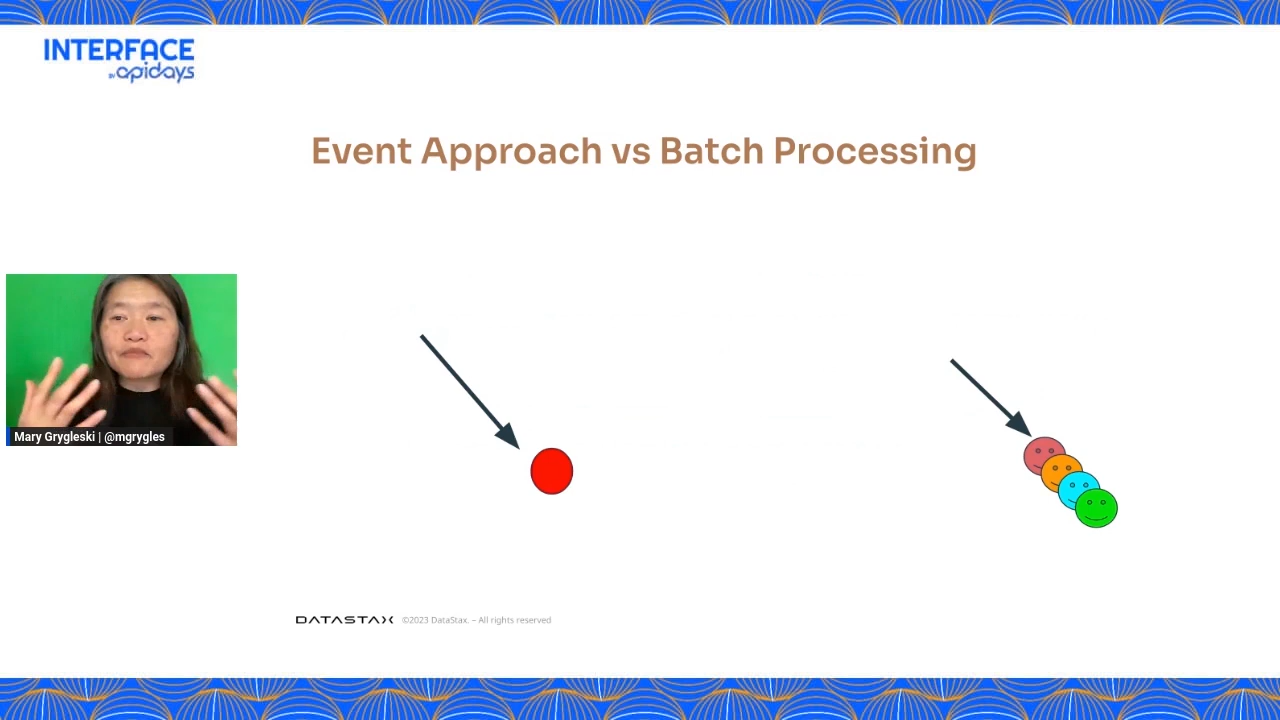 INTERFACE
BY apidays
Event Approach vs Batch Processing
Mary Grygleski | @mgrygles
DATASTAX ©2023 DataStax. – All rights reserved